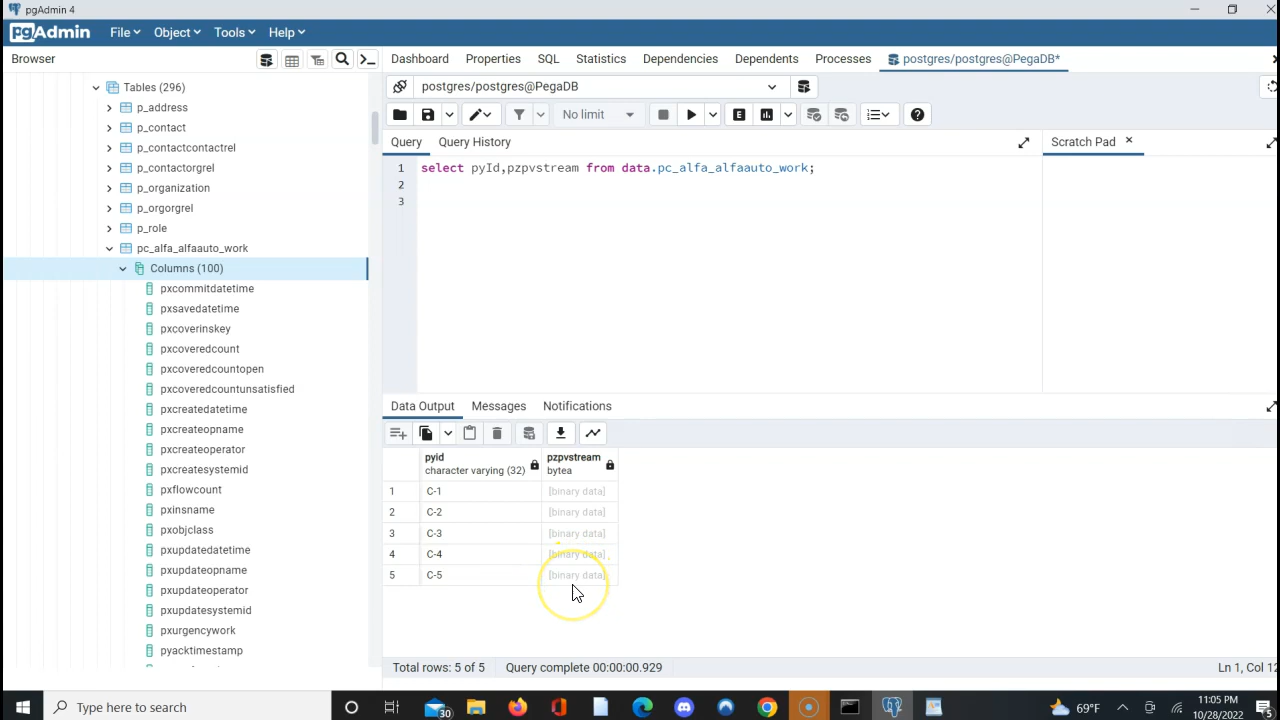 pgAdmin 4
pgAdmin File Object Tools Help
Browser
Dashboard Properties SQL Statistics Dependencies Dependents Processes postgres/postgres@PegaDB*
postgres/postgres@PegaDB
No limit
Query Query History
Scratch Pad
1 select pyId,pzpvstream from data.pc_alfa_alfaauto_work;
2
3
Tables (296)
p_address
p_contact
p_contactcontactrel
p_contactorgrel
p_organization
p_orgorgrel
p_role
pc_alfa_alfaauto_work
Columns (100)
pxcommitdatetime
pxsavedatetime
pxcoverinskey
pxcoveredcount
pxcoveredcountopen
pxcoveredcountunsatisfied
pxcreatedatetime
pxcreateopname
pxcreateoperator
pxcreatesystemid
pxflowcount
pxinsname
pxobjclass
pxupdatedatetime
pxupdateopname
pxupdateoperator
pxupdatesystemid
pxurgencywork
pyacktimestamp
Data Output Messages Notifications
pyid pzpvstream
character varying (32) bytea
1 C-1 [binary data]
2 C-2 [binary data]
3 C-3 [binary data]
4 C-4 [binary data]
5 C-5 [binary data]
Total rows: 5 of 5 Query complete 00:00:00.929
Ln 1, Col 12
Type here to search
30
69°F
11:05 PM
10/28/2022
5